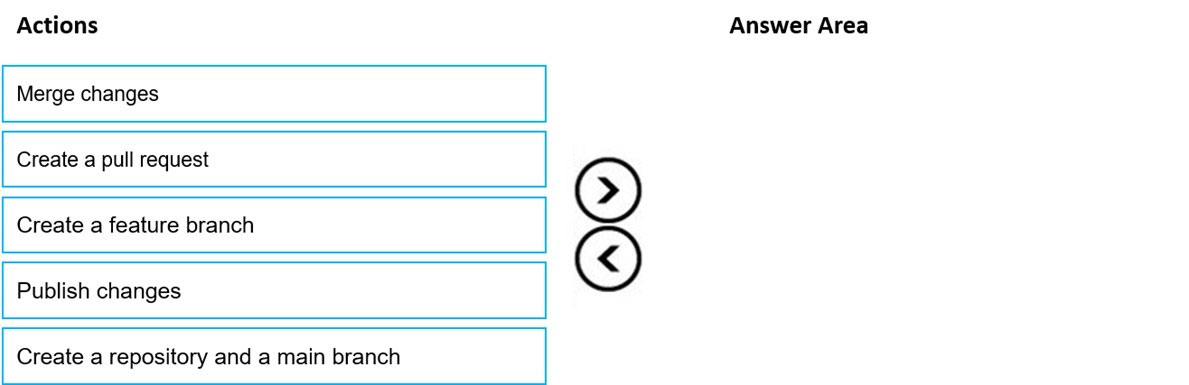 Actions
Answer Area
Merge changes
Create a pull request
Create a feature branch
Publish changes
Create a repository and a main branch